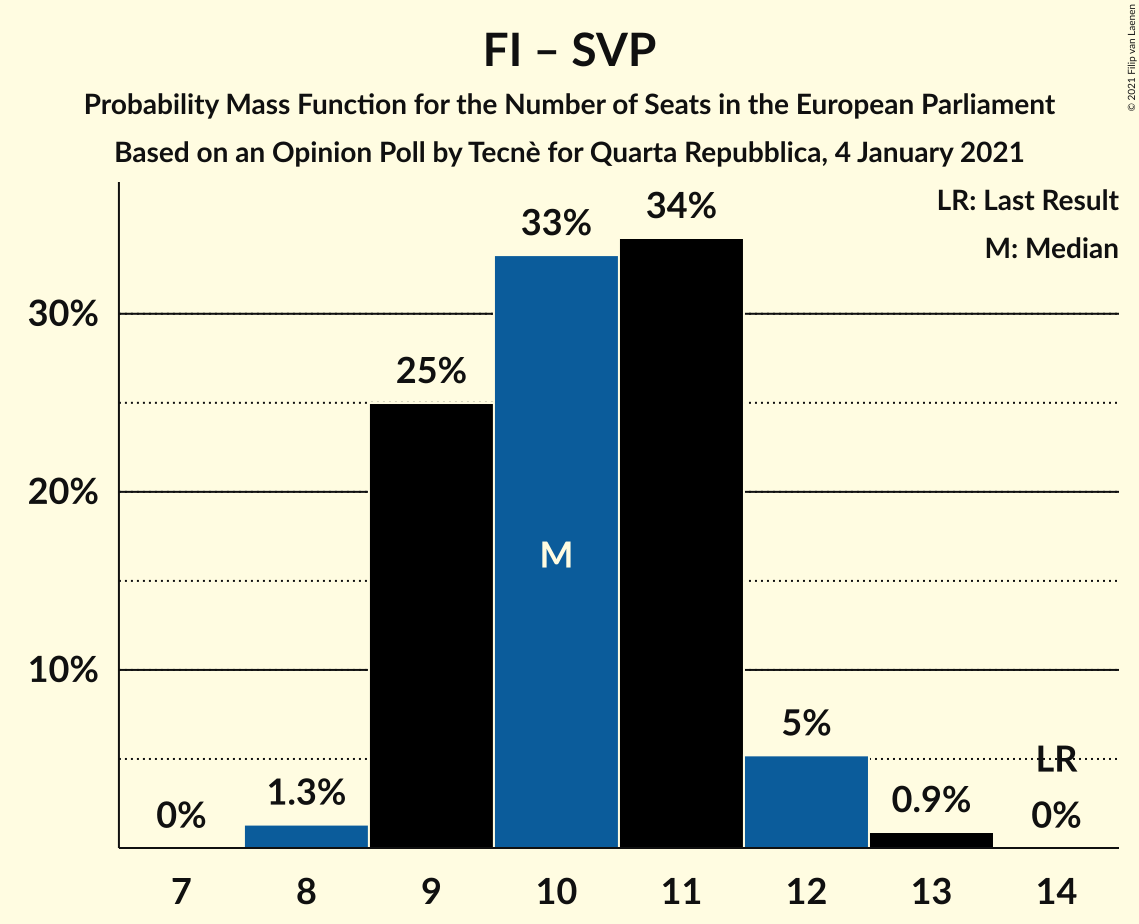 FI – SVP
Probability Mass Function for the Number of Seats in the European Parliament
Based on an Opinion Poll by Tecnè for Quarta Repubblica, 4 January 2021
© 2021 Filip van Laenen
LR: Last Result
M: Median
30%
20%
10%
0%
1.3%
25%
33%
34%
5%
0.9%
0%
LR
M
7 8 9 10 11 12 13 14